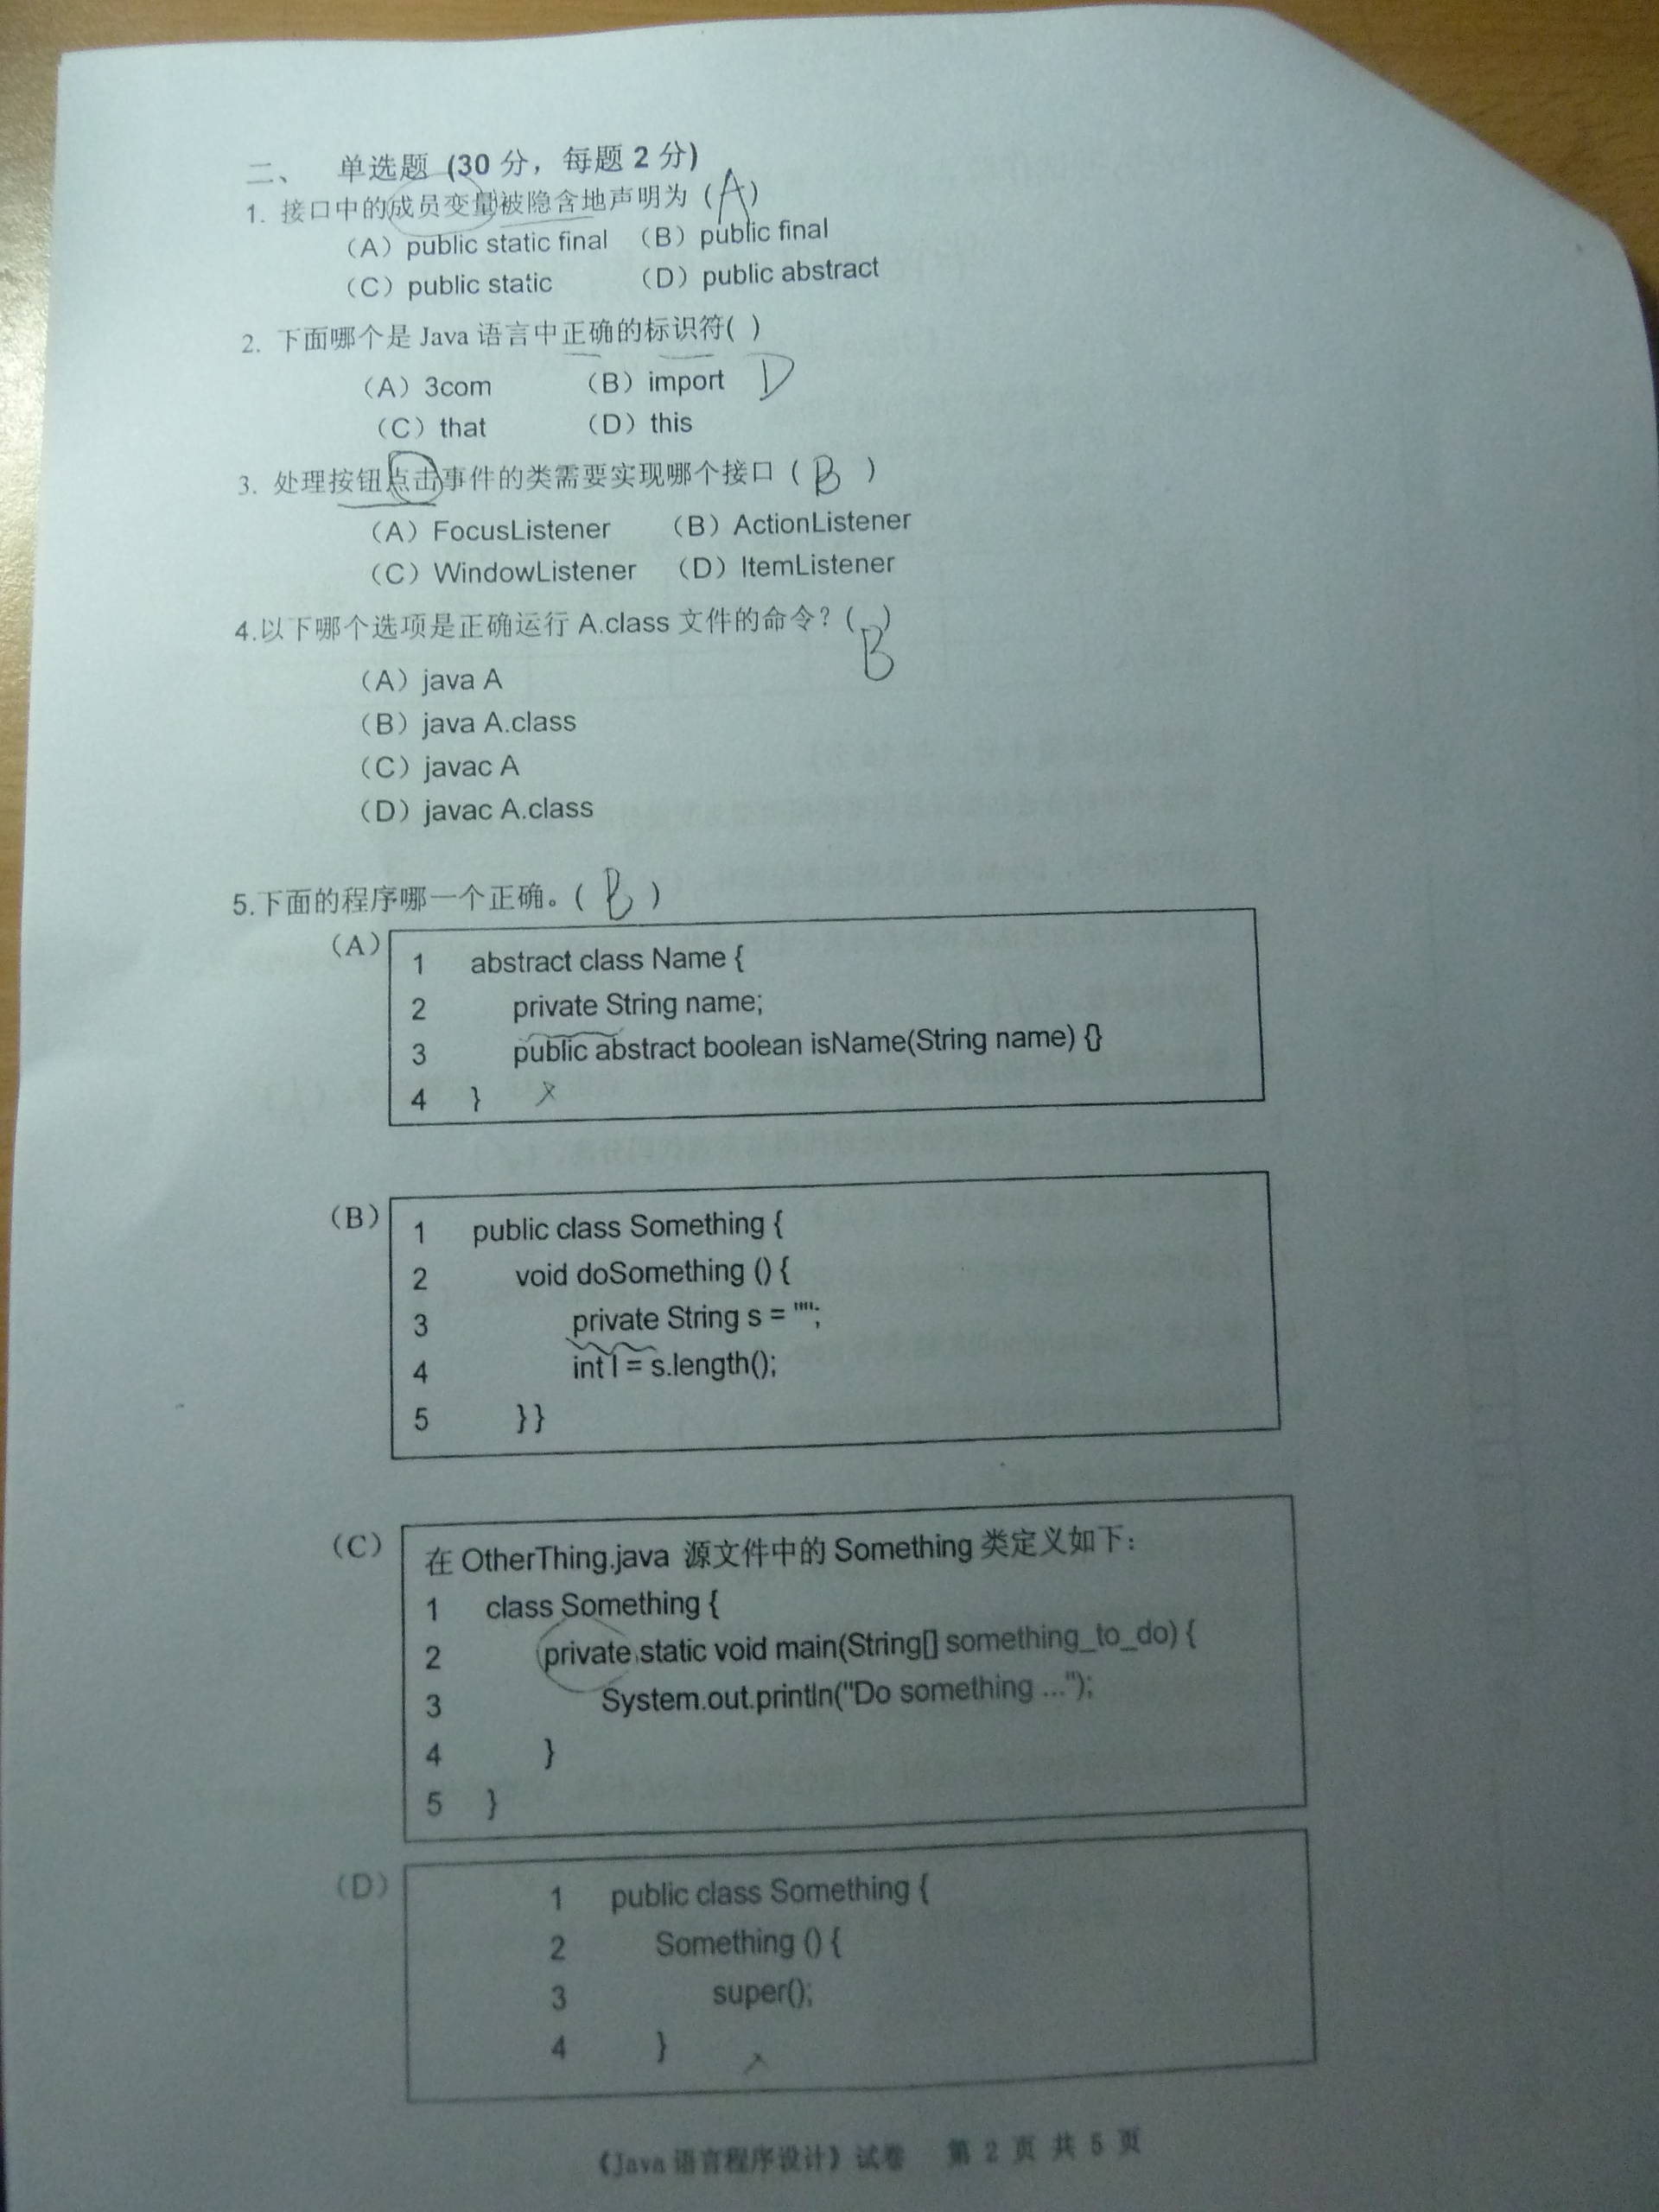 二、 单选题 (30 分，每题 2 分)
1. 接口中的成员变量被隐含地声明为（A）
（A）public static final （B）public final
（C）public static （D）public abstract
2. 下面哪个是 Java 语言中正确的标识符( )
（A）3com （B）import D
（C）that （D）this
3. 处理按钮点击事件的类需要实现哪个接口（ B ）
（A）FocusListener （B）ActionListener
（C）WindowListener （D）ItemListener
4.以下哪个选项是正确运行 A.class 文件的命令？( )
B
（A）java A
（B）java A.class
（C）javac A
（D）javac A.class
5.下面的程序哪一个正确。( B )
（A）
1 abstract class Name {
2 private String name;
3 public abstract boolean isName(String name) {}
4 } X
（B）
1 public class Something {
2 void doSomething () {
3 private String s = "";
4 int l = s.length();
5 } }
（C）
在 OtherThing.java 源文件中的 Something 类定义如下：
1 class Something {
2 private static void main(String[] something_to_do) {
3 System.out.println("Do something ...");
4 }
5 }
（D）
1 public class Something {
2 Something () {
3 super();
4 } X
《Java 语言程序设计》试卷 第 2 页 共 5 页